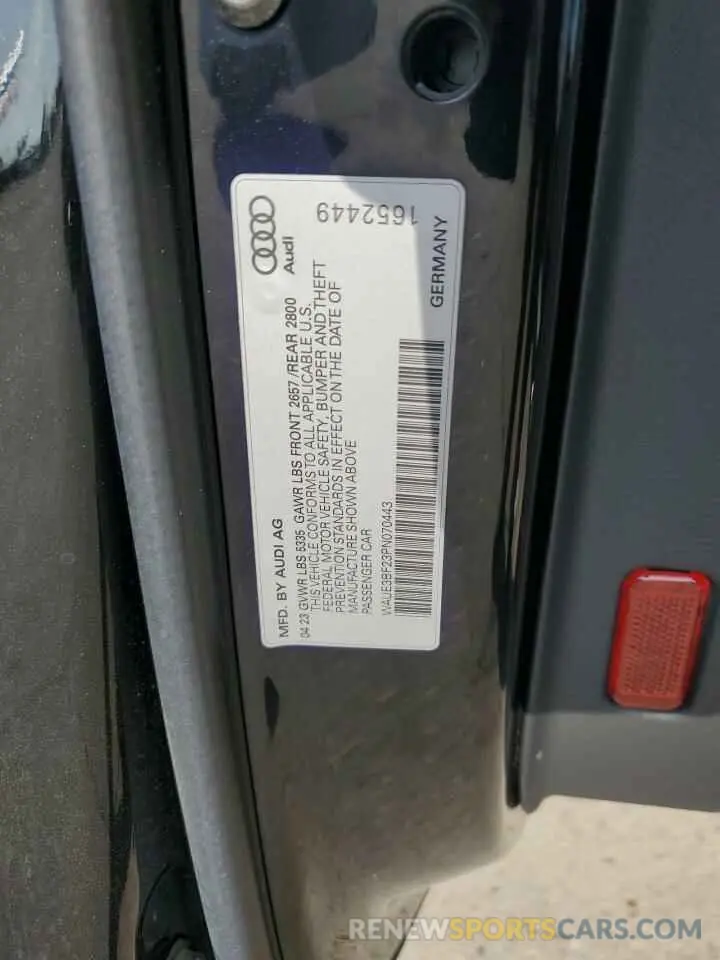 MFD. BY AUDI AG
Audi
04 23 GVWR LBS 5335 GAWR LBS FRONT 2657 /REAR 2800
THIS VEHICLE CONFORMS TO ALL APPLICABLE U.S.
FEDERAL MOTOR VEHICLE SAFETY, BUMPER AND THEFT
PREVENTION STANDARDS IN EFFECT ON THE DATE OF
MANUFACTURE SHOWN ABOVE
PASSENGER CAR
WAUE3BF23PN070443
GERMANY
1652449
RENEWSPORTSCARS.COM